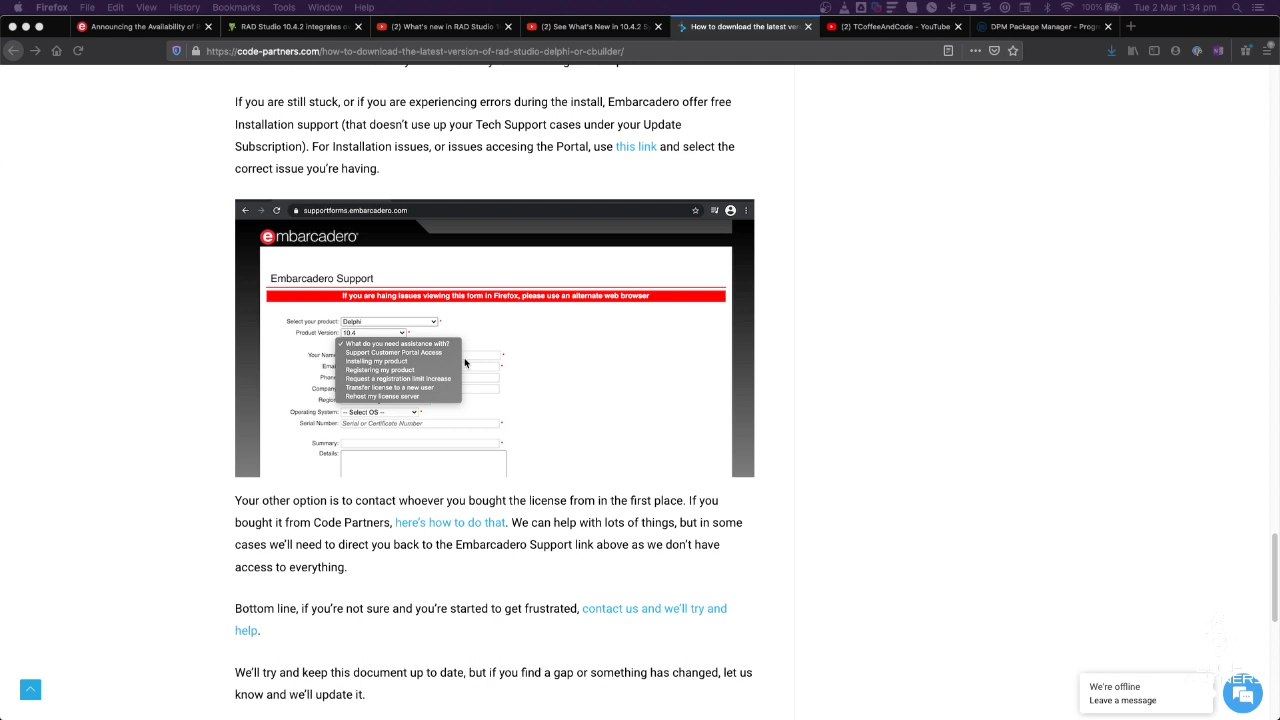 Firefox File Edit View History Bookmarks Tools Window Help 100% Tue 2 Mar 1:34 pm
Announcing the Availability of R RAD Studio 10.4.2 integrates o (2) What's new in RAD Studio 1 (2) See What's New in 10.4.2 S How to download the latest ver (2) TCoffeeAndCode - YouTube DPM Package Manager - Progr
https://code-partners.com/how-to-download-the-latest-version-of-rad-studio-delphi-or-cbuilder/
If you are still stuck, or if you are experiencing errors during the install, Embarcadero offer free
Installation support (that doesn't use up your Tech Support cases under your Update
Subscription). For Installation issues, or issues accesing the Portal, use this link and select the
correct issue you're having.
supportforms.embarcadero.com
embarcadero
Embarcadero Support
If you are haing issues viewing this form in Firefox, please use an alternate web browser
Select your product: Delphi *
Product Version: 10.4 *
✓ What do you need assistance with?
Support Customer Portal Access
Your Name *
Installing my product
Email *
Registering my product
Phone *
Request a registration limit increase
Company *
Transfer license to a new user
Rehost my license server
Operating System: -- Select OS -- *
Serial Number: Serial or Certificate Number *
Summary: *
Details:
Your other option is to contact whoever you bought the license from in the first place. If you
bought it from Code Partners, here's how to do that. We can help with lots of things, but in some
cases we'll need to direct you back to the Embarcadero Support link above as we don't have
access to everything.
Bottom line, if you're not sure and you're started to get frustrated, contact us and we'll try and
help.
We'll try and keep this document up to date, but if you find a gap or something has changed, let us
know and we'll update it.
We're offline
Leave a message